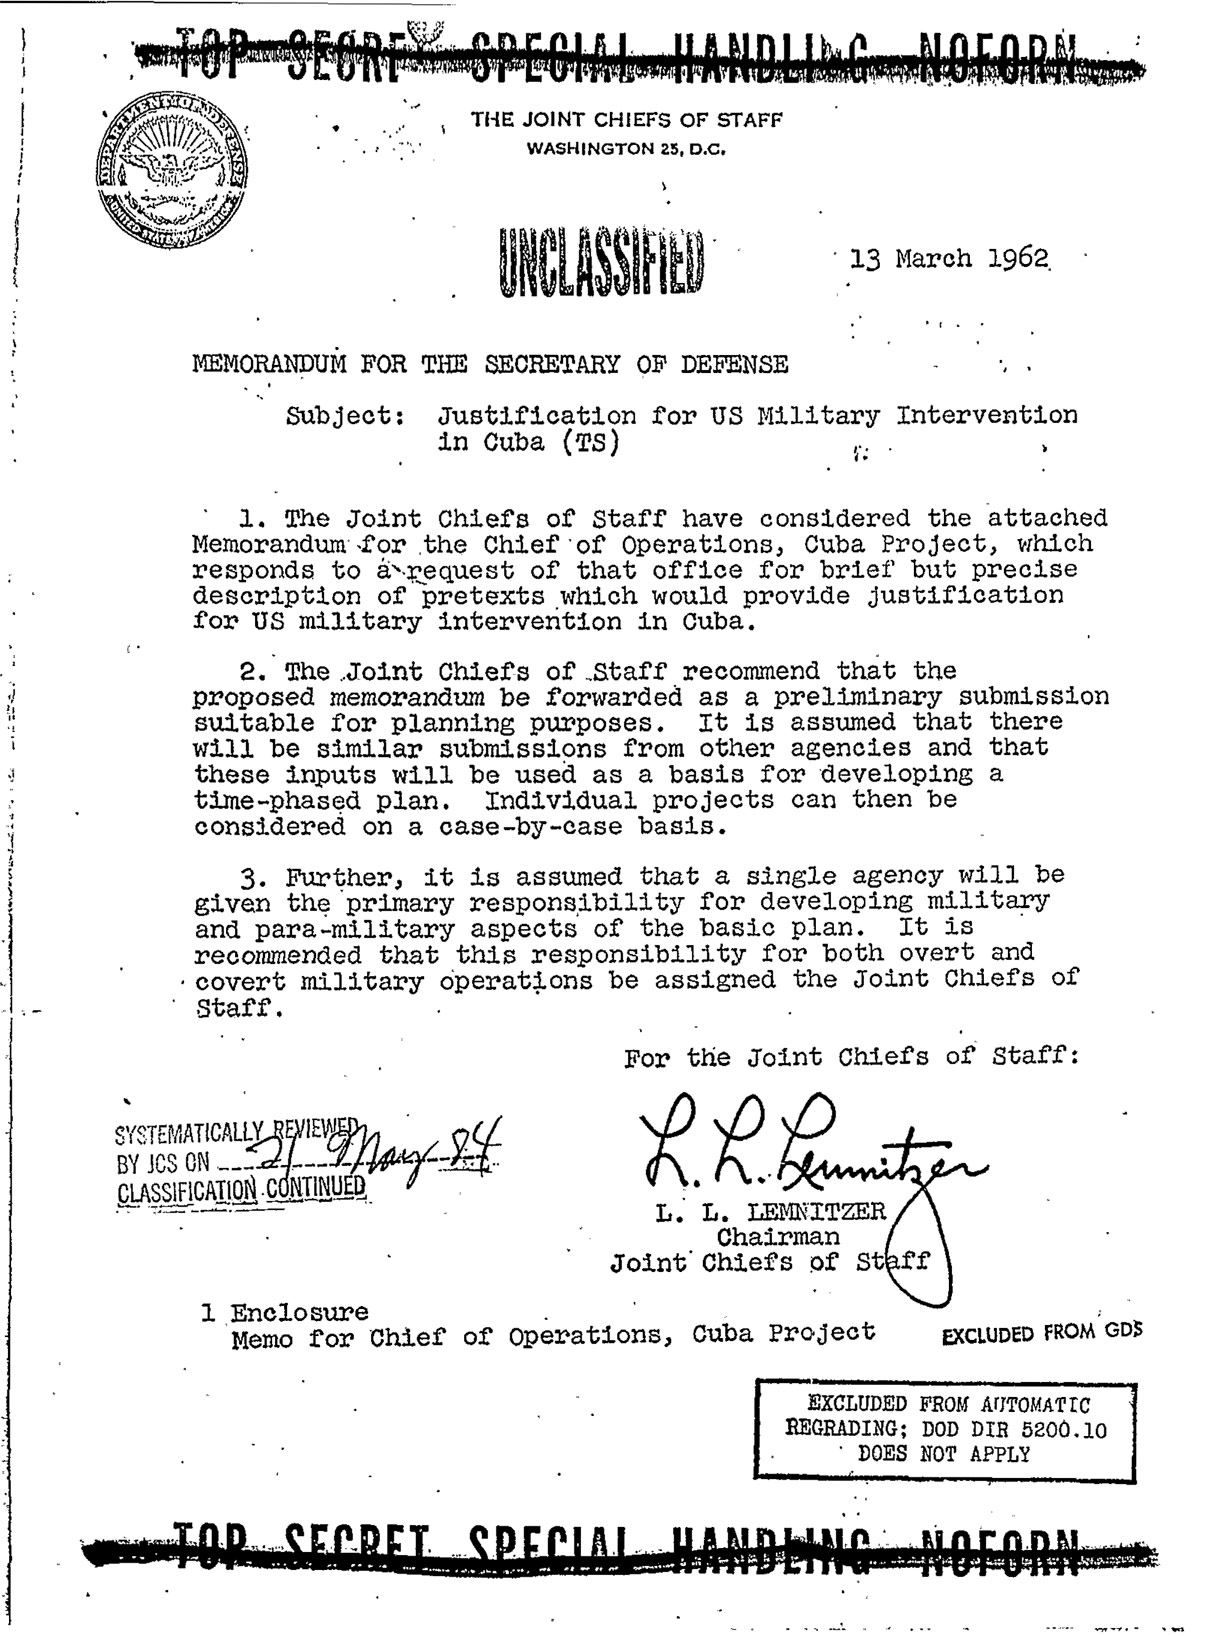 TOP SECRET SPECIAL HANDLING NOFORN
DEPARTMENT OF DEFENSE
UNITED STATES OF AMERICA
THE JOINT CHIEFS OF STAFF
WASHINGTON 25, D.C.
UNCLASSIFIED
13 March 1962
MEMORANDUM FOR THE SECRETARY OF DEFENSE
Subject: Justification for US Military Intervention
in Cuba (TS)
1. The Joint Chiefs of Staff have considered the attached
Memorandum for the Chief of Operations, Cuba Project, which
responds to a request of that office for brief but precise
description of pretexts which would provide justification
for US military intervention in Cuba.
2. The Joint Chiefs of Staff recommend that the
proposed memorandum be forwarded as a preliminary submission
suitable for planning purposes. It is assumed that there
will be similar submissions from other agencies and that
these inputs will be used as a basis for developing a
time-phased plan. Individual projects can then be
considered on a case-by-case basis.
3. Further, it is assumed that a single agency will be
given the primary responsibility for developing military
and para-military aspects of the basic plan. It is
recommended that this responsibility for both overt and
covert military operations be assigned the Joint Chiefs of
Staff.
For the Joint Chiefs of Staff:
SYSTEMATICALLY REVIEWED
BY JCS ON 21 May 84
CLASSIFICATION CONTINUED
L. L. Lemnitzer
L. L. LEMNITZER
Chairman
Joint Chiefs of Staff
1 Enclosure
Memo for Chief of Operations, Cuba Project
EXCLUDED FROM GDS
EXCLUDED FROM AUTOMATIC
REGRADING; DOD DIR 5200.10
DOES NOT APPLY
TOP SECRET SPECIAL HANDLING NOFORN